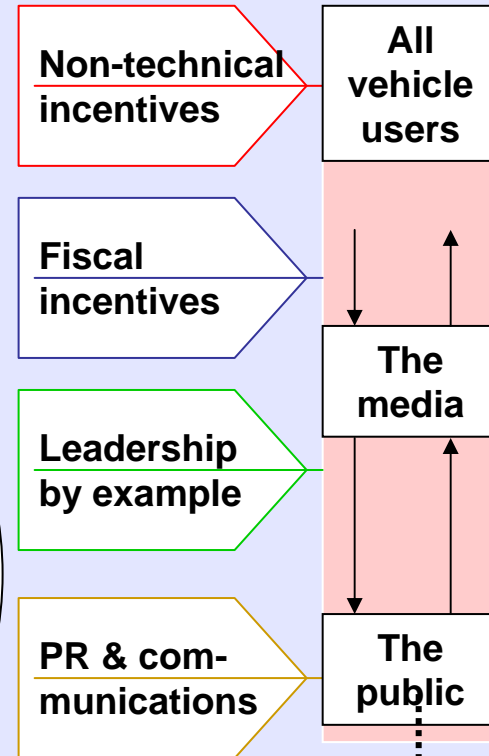 Non-technical
incentives
All
vehicle
users
Fiscal
incentives
The
media
Leadership
by example
PR & com-
munications
The
public